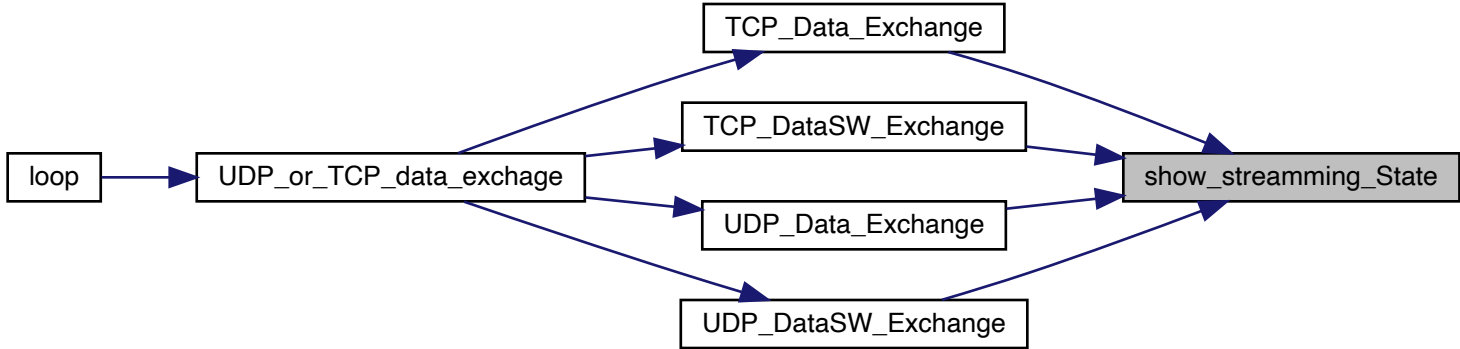 TCP_Data_Exchange
TCP_DataSW_Exchange
loop
UDP_or_TCP_data_exchage
show_streamming_State
UDP_Data_Exchange
UDP_DataSW_Exchange